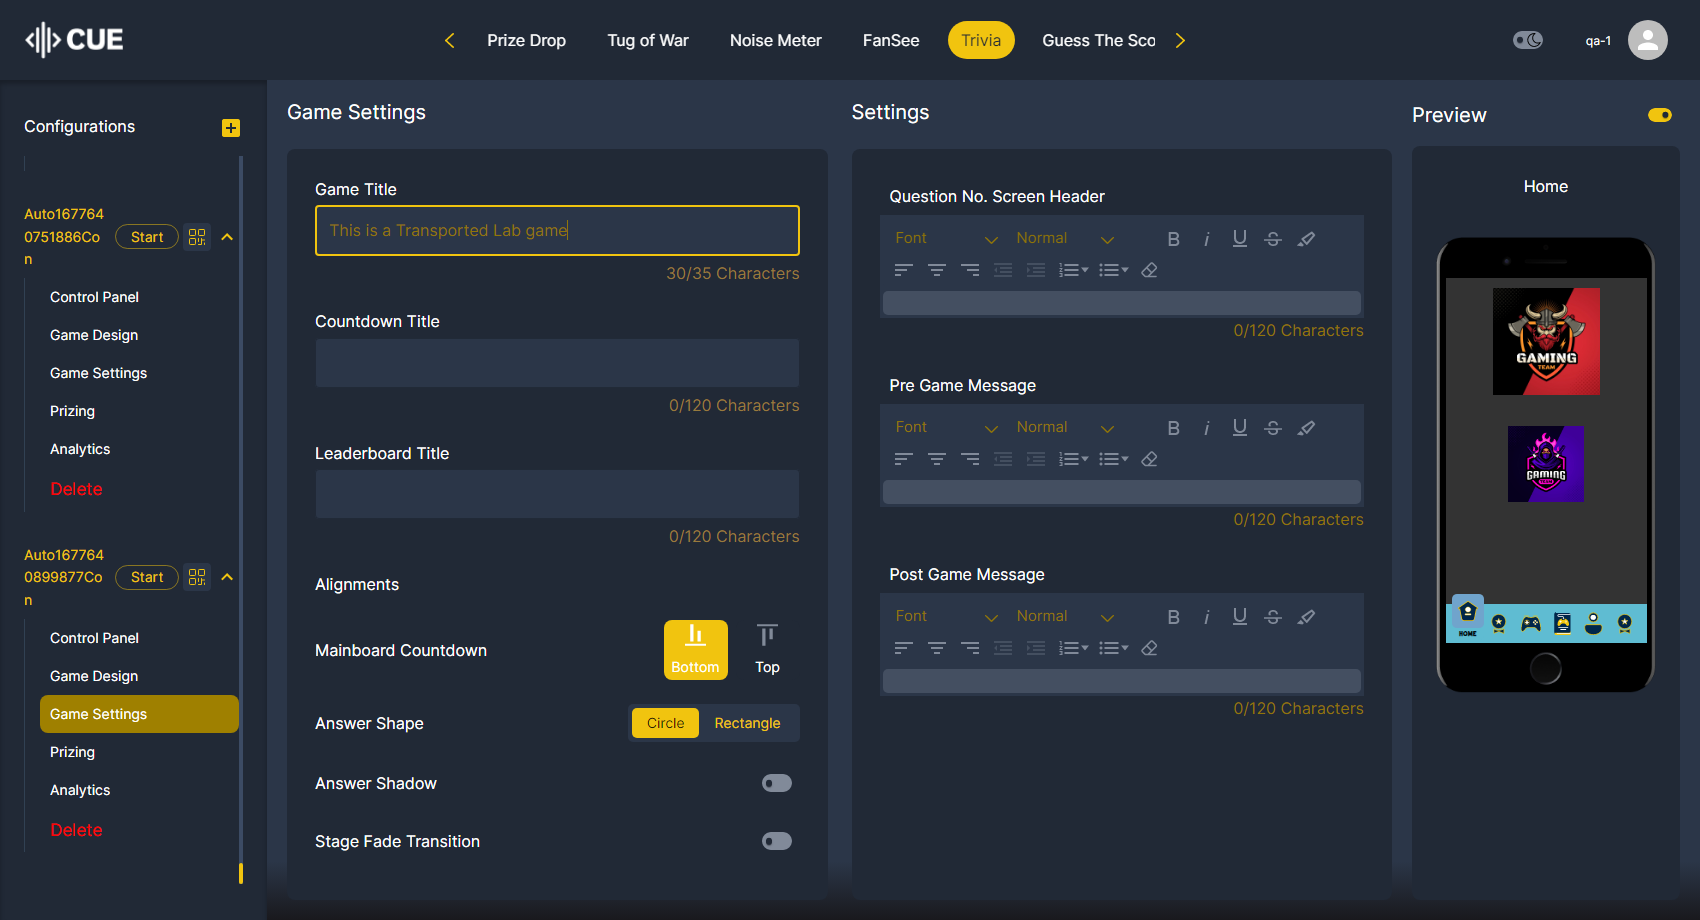 CUE
Prize Drop
Tug of War
Noise Meter
FanSee
Trivia
Guess The Sco
qa-1
Configurations
Auto167764
0751886Co
n
Start
Control Panel
Game Design
Game Settings
Prizing
Analytics
Delete
Auto167764
0899877Co
n
Start
Control Panel
Game Design
Game Settings
Prizing
Analytics
Delete
Game Settings
Game Title
This is a Transported Lab game
30/35 Characters
Countdown Title
0/120 Characters
Leaderboard Title
0/120 Characters
Alignments
Mainboard Countdown
Bottom
Top
Answer Shape
Circle
Rectangle
Answer Shadow
Stage Fade Transition
Settings
Question No. Screen Header
Font
Normal
B
i
U
S
0/120 Characters
Pre Game Message
Font
Normal
B
i
U
S
0/120 Characters
Post Game Message
Font
Normal
B
i
U
S
0/120 Characters
Preview
Home
GAMING
TEAM
GAMING
TEAM
HOME